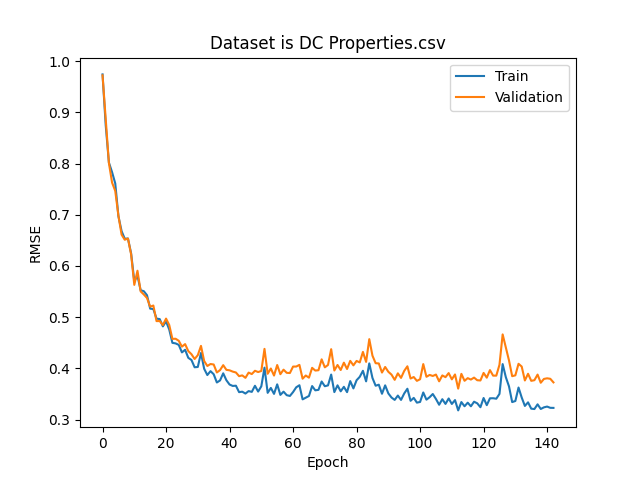 Dataset is DC Properties.csv
1.0
0.9
0.8
0.7
0.6
0.5
0.4
0.3
RMSE
Train
Validation
0 20 40 60 80 100 120 140
Epoch